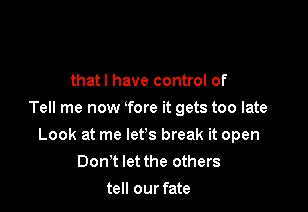 that I have control of
Tell me now ‘fore it gets too late
Look at me let’s break it open
Don’t let the others
tell our fate